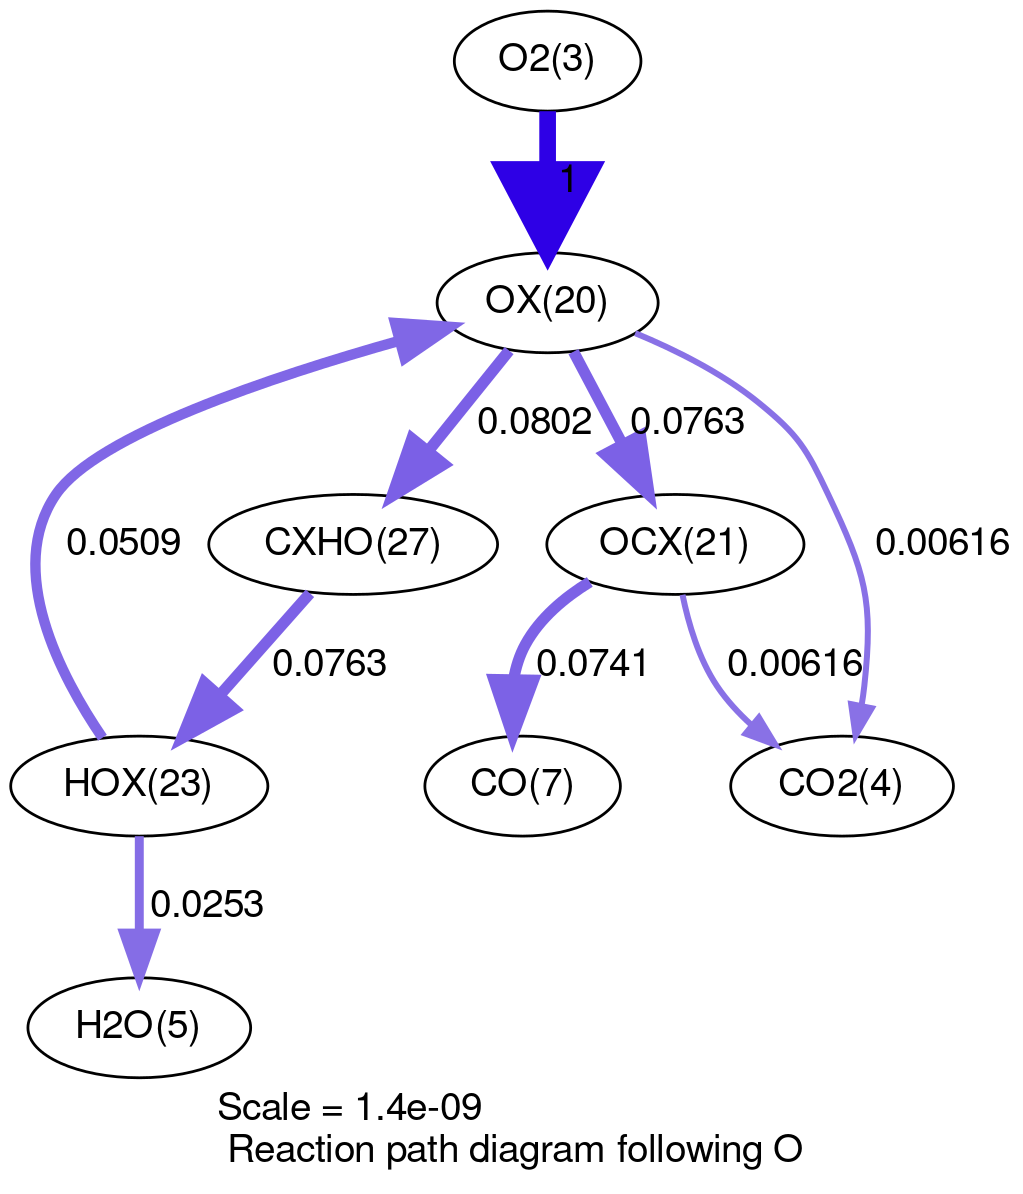 O2(3)
1
OX(20)
0.0802
0.0763
0.0509
CXHO(27)
OCX(21)
0.00616
0.0763
0.0741
0.00616
HOX(23)
CO(7)
CO2(4)
0.0253
H2O(5)
Scale = 1.4e-09
Reaction path diagram following O